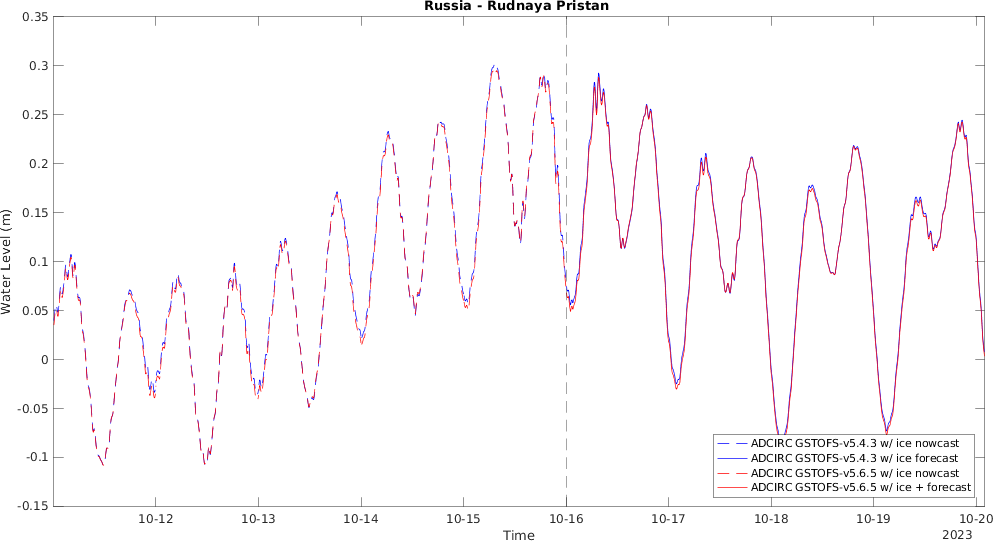 Russia - Rudnaya Pristan
0.35
0.3
0.25
0.2
0.15
0.1
0.05
0
-0.05
-0.1
-0.15
Water Level (m)
ADCIRC GSTOFS-v5.4.3 w/ ice nowcast
ADCIRC GSTOFS-v5.4.3 w/ ice forecast
ADCIRC GSTOFS-v5.6.5 w/ ice nowcast
ADCIRC GSTOFS-v5.6.5 w/ ice + forecast
10-12 10-13 10-14 10-15 10-16 10-17 10-18 10-19 10-20
Time
2023